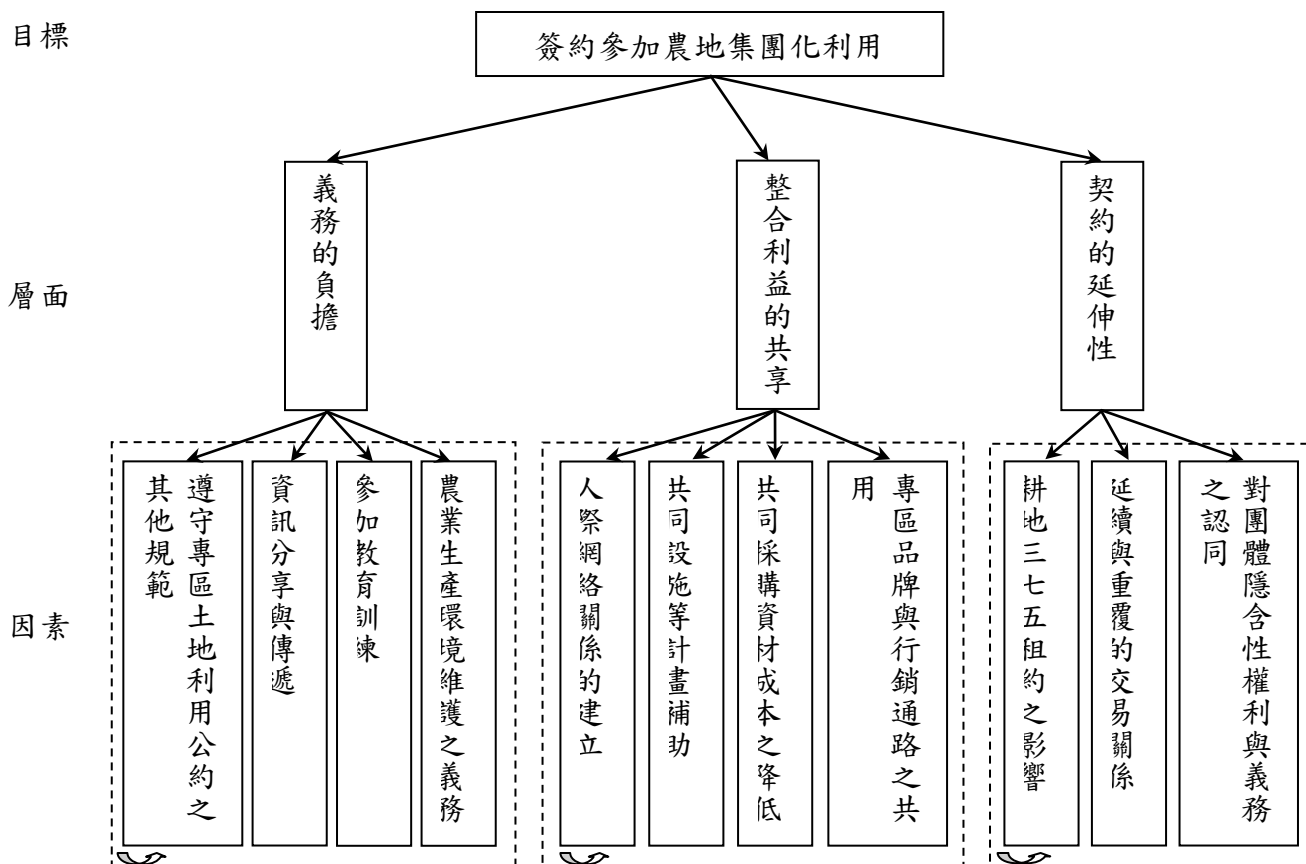 目標
簽約參加農地集團化利用
層面
義務的負擔
整合利益的共享
契約的延伸性
因素
遵守專區土地利用公約之
其他規範
資訊分享與傳遞
參加教育訓練
農業生產環境維護之義務
人際網絡關係的建立
共同設施等計畫補助
共同採購資材成本之降低
專區品牌與行銷通路之共
用
耕地三七五租約之影響
延續與重覆的交易關係
對團體隱含性權利與義務
之認同